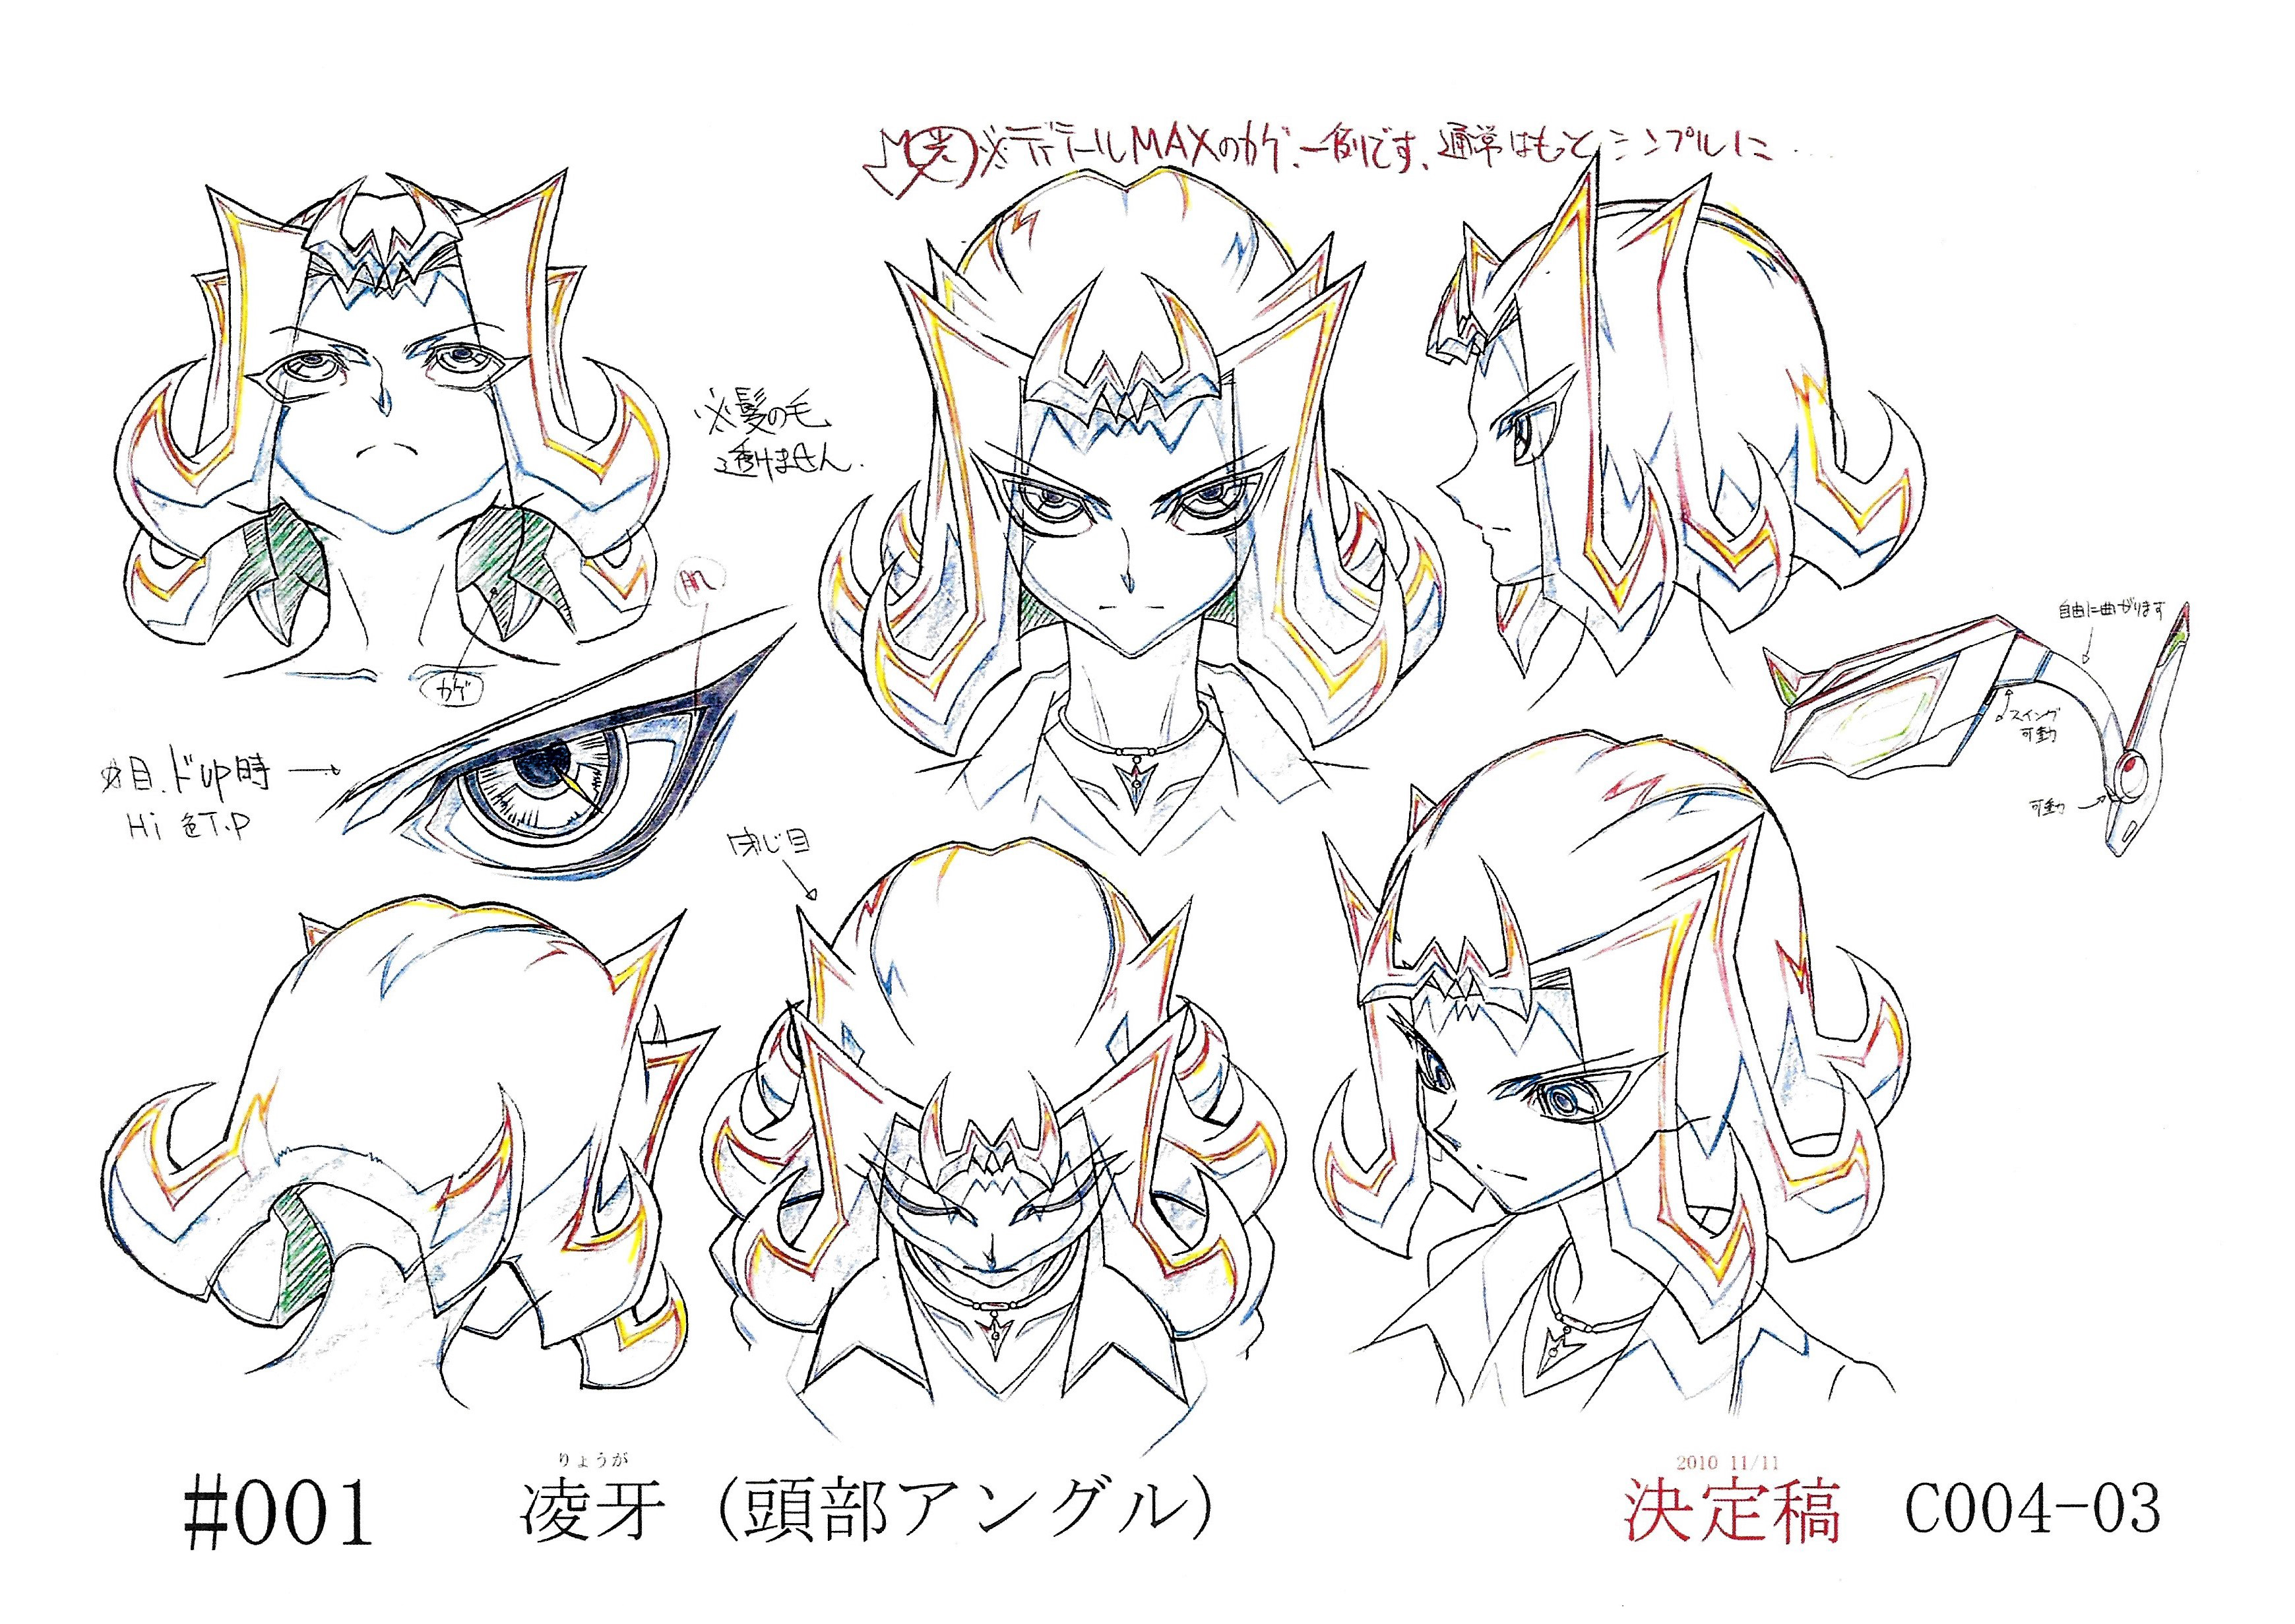 ※ディテールMAXのカゲ、一例です、通常はもっとシンプルに...
※髪の毛
透けません.
肌
カゲ
自由に曲がります
スイング
可動
可動
※目.ドup時
Hi 色T.P
閉じ目
りょうが
#001 凌牙 (頭部アングル)
2010 11/11
決定稿 C004-03